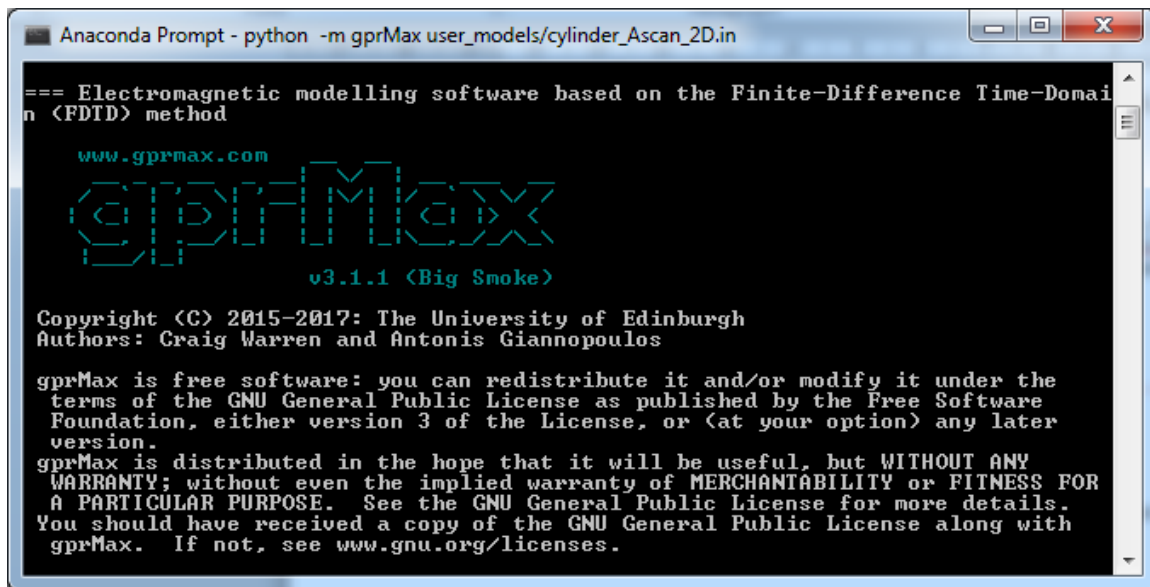 Anaconda Prompt - python  -m gprMax user_models/cylinder_Ascan_2D.in
=== Electromagnetic modelling software based on the Finite-Difference Time-Domai
n (FDTD) method
www.gprmax.com
gprMax
v3.1.1 (Big Smoke)
Copyright (C) 2015-2017: The University of Edinburgh
Authors: Craig Warren and Antonis Giannopoulos
gprMax is free software: you can redistribute it and/or modify it under the
terms of the GNU General Public License as published by the Free Software
Foundation, either version 3 of the License, or (at your option) any later
version.
gprMax is distributed in the hope that it will be useful, but WITHOUT ANY
WARRANTY; without even the implied warranty of MERCHANTABILITY or FITNESS FOR
A PARTICULAR PURPOSE.  See the GNU General Public License for more details.
You should have received a copy of the GNU General Public License along with
gprMax.  If not, see www.gnu.org/licenses.